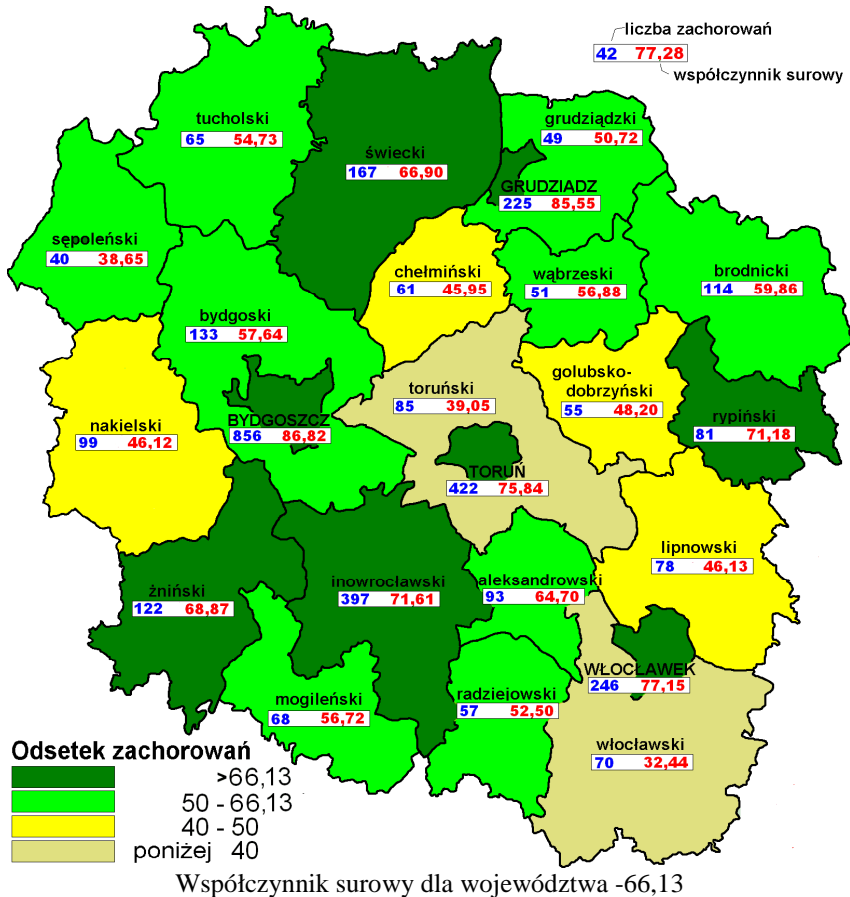 liczba zachorowań
42 77,28
współczynnik surowy
tucholski
65 54,73
świecki
167 66,90
grudziądzki
49 50,72
GRUDZIĄDZ
225 85,55
sępoleński
40 38,65
chełmiński
61 45,95
wąbrzeski
51 56,88
brodnicki
114 59,86
bydgoski
133 57,64
toruński
85 39,05
golubsko-
dobrzyński
55 48,20
nakielski
99 46,12
BYDGOSZCZ
856 86,82
rypiński
81 71,18
TORUŃ
422 75,84
lipnowski
78 46,13
żniński
122 68,87
inowrocławski
397 71,61
aleksandrowski
93 64,70
WŁOCŁAWEK
246 77,15
mogileński
68 56,72
radziejowski
57 52,50
włocławski
70 32,44
Odsetek zachorowań
>66,13
50 - 66,13
40 - 50
poniżej 40
Współczynnik surowy dla województwa -66,13